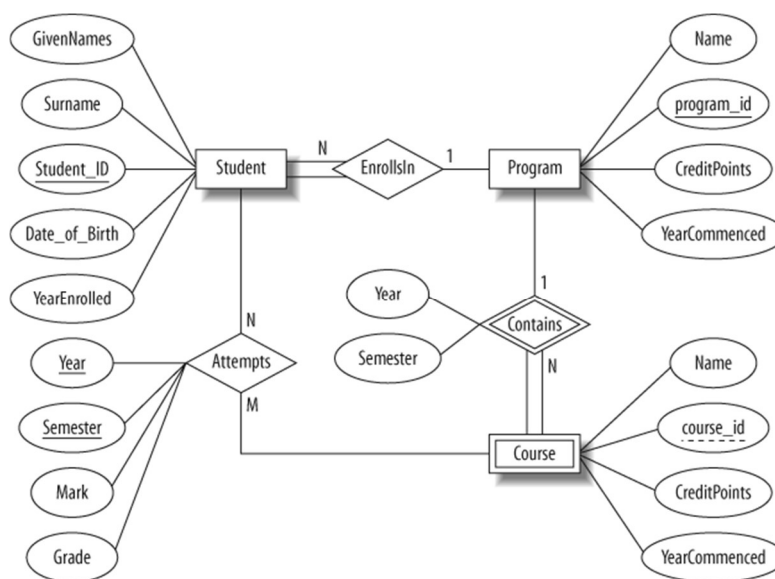 GivenNames
Name
Surname
program_id
Student_ID
Student
N
EnrollsIn
1
Program
CreditPoints
Date_of_Birth
YearCommenced
YearEnrolled
1
Year
Contains
N
Semester
N
Year
Attempts
M
Name
Semester
course_id
Course
Mark
CreditPoints
Grade
YearCommenced